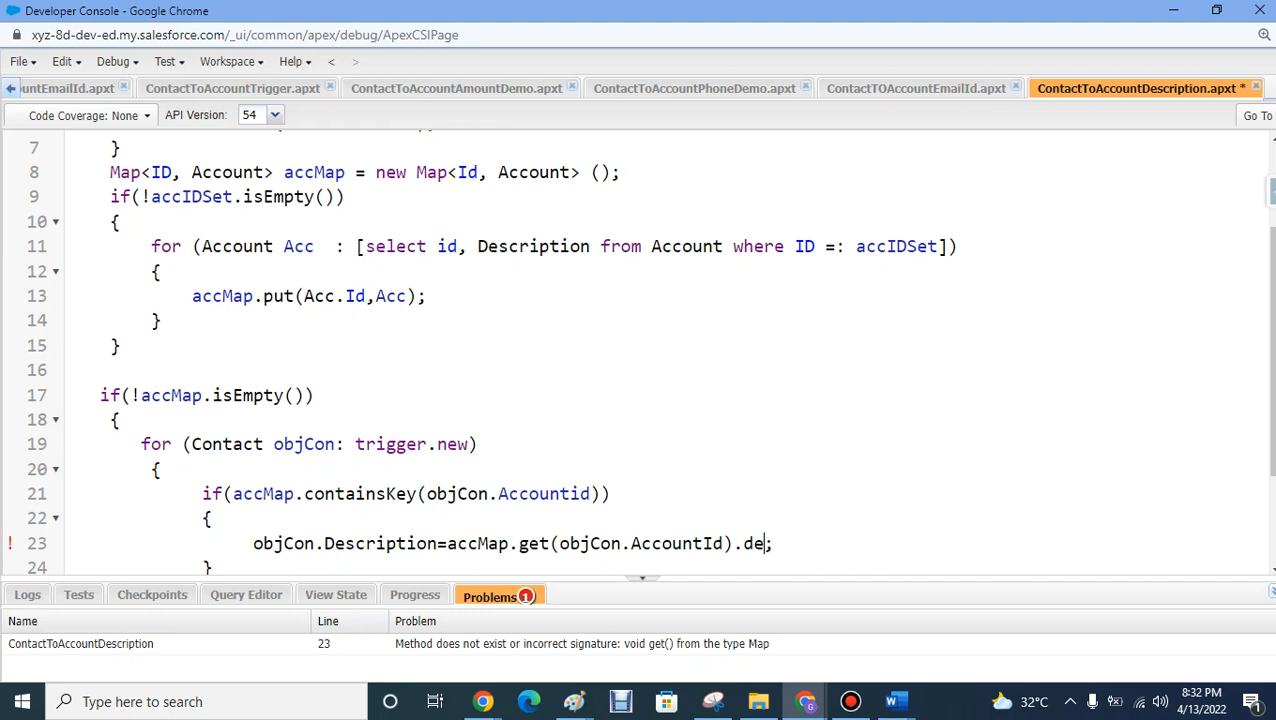 Developer Console - Google Chrome
xyz-8d-dev-ed.my.salesforce.com/_ui/common/apex/debug/ApexCSIPage
File Edit Debug Test Workspace Help < >
ountEmailId.apxt ContactToAccountTrigger.apxt ContactToAccountAmountDemo.apxt ContactToAccountPhoneDemo.apxt ContactTOAccountEmailId.apxt ContactToAccountDescription.apxt *
Code Coverage: None API Version: 54 Go To
7 }
8 Map<ID, Account> accMap = new Map<Id, Account> ();
9 if(!accIDSet.isEmpty())
10 {
11 for (Account Acc : [select id, Description from Account where ID =: accIDSet])
12 {
13 accMap.put(Acc.Id,Acc);
14 }
15 }
16
17 if(!accMap.isEmpty())
18 {
19 for (Contact objCon: trigger.new)
20 {
21 if(accMap.containsKey(objCon.Accountid))
22 {
! 23 objCon.Description=accMap.get(objCon.AccountId).de;
24 }
Logs Tests Checkpoints Query Editor View State Progress Problems 1
Name Line Problem
ContactToAccountDescription 23 Method does not exist or incorrect signature: void get() from the type Map
Type here to search 32°C 8:32 PM
4/13/2022 1